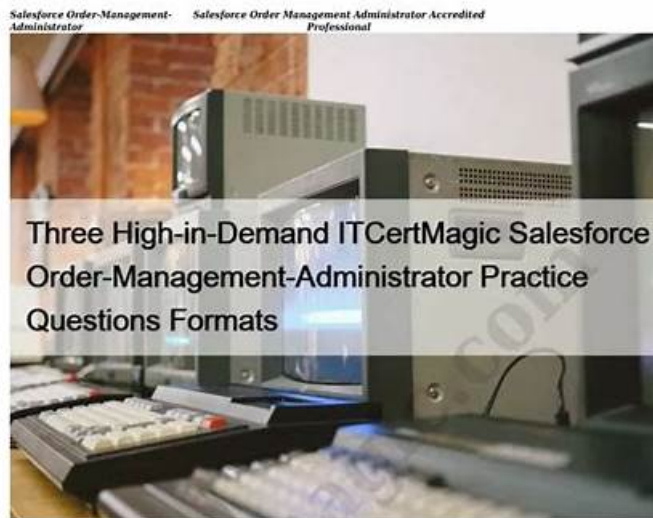 Salesforce Order-Management- Salesforce Order Management Administrator Accredited
Administrator Professional
Three High-in-Demand ITCertMagic Salesforce
Order-Management-Administrator Practice
Questions Formats